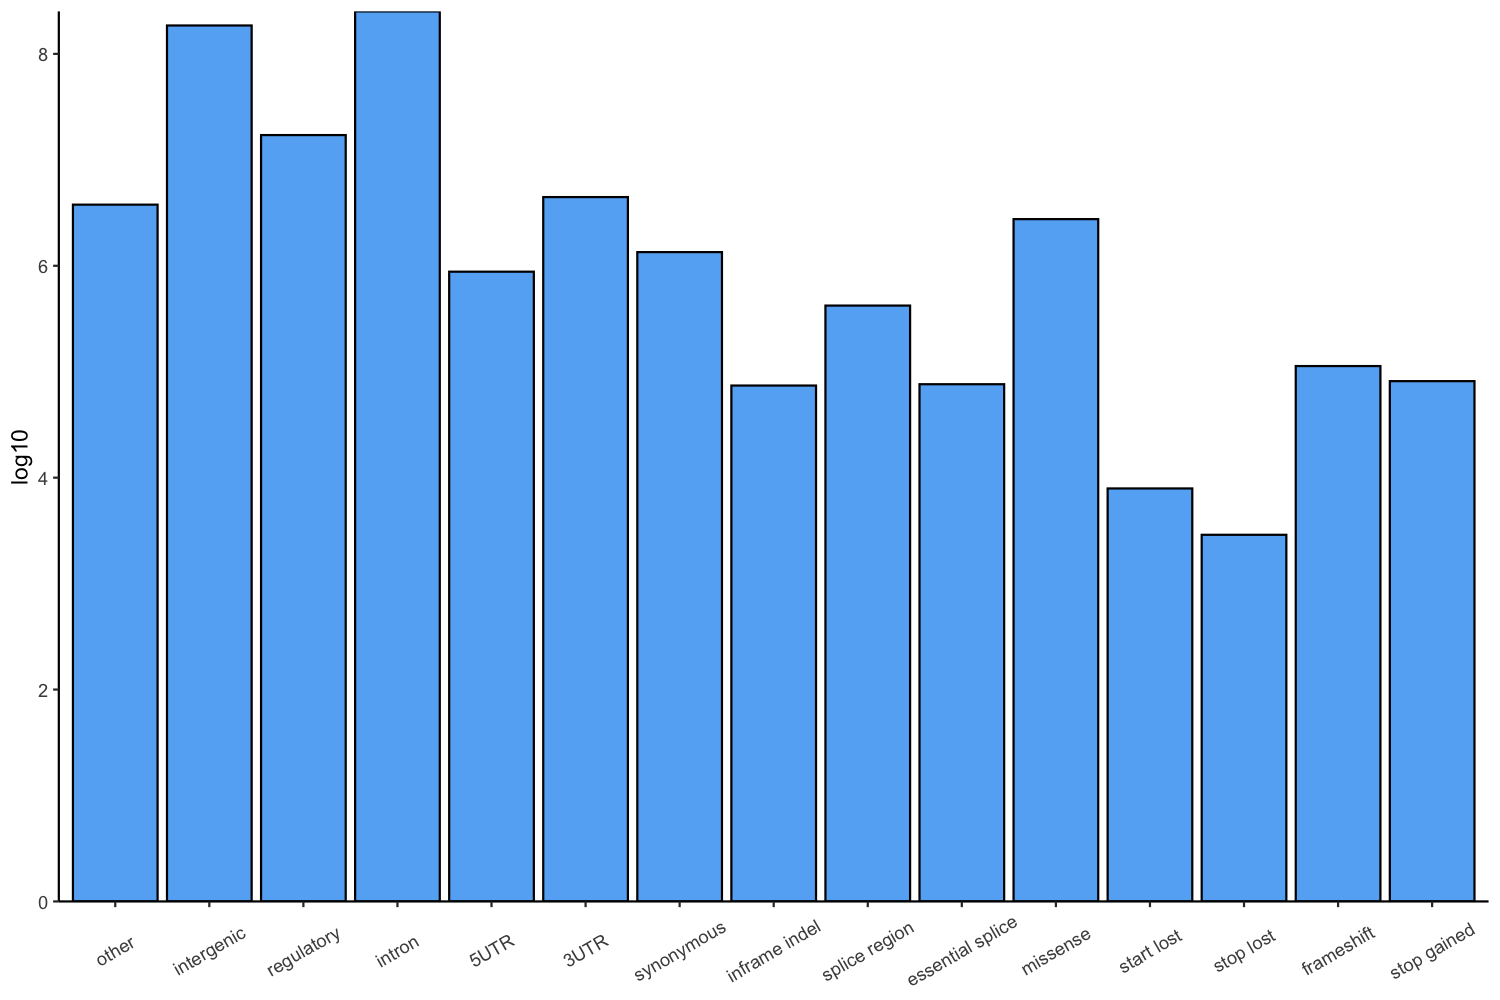 log10
8
6
4
2
0
other
intergenic
regulatory
intron
5UTR
3UTR
synonymous
inframe indel
splice region
essential splice
missense
start lost
stop lost
frameshift
stop gained